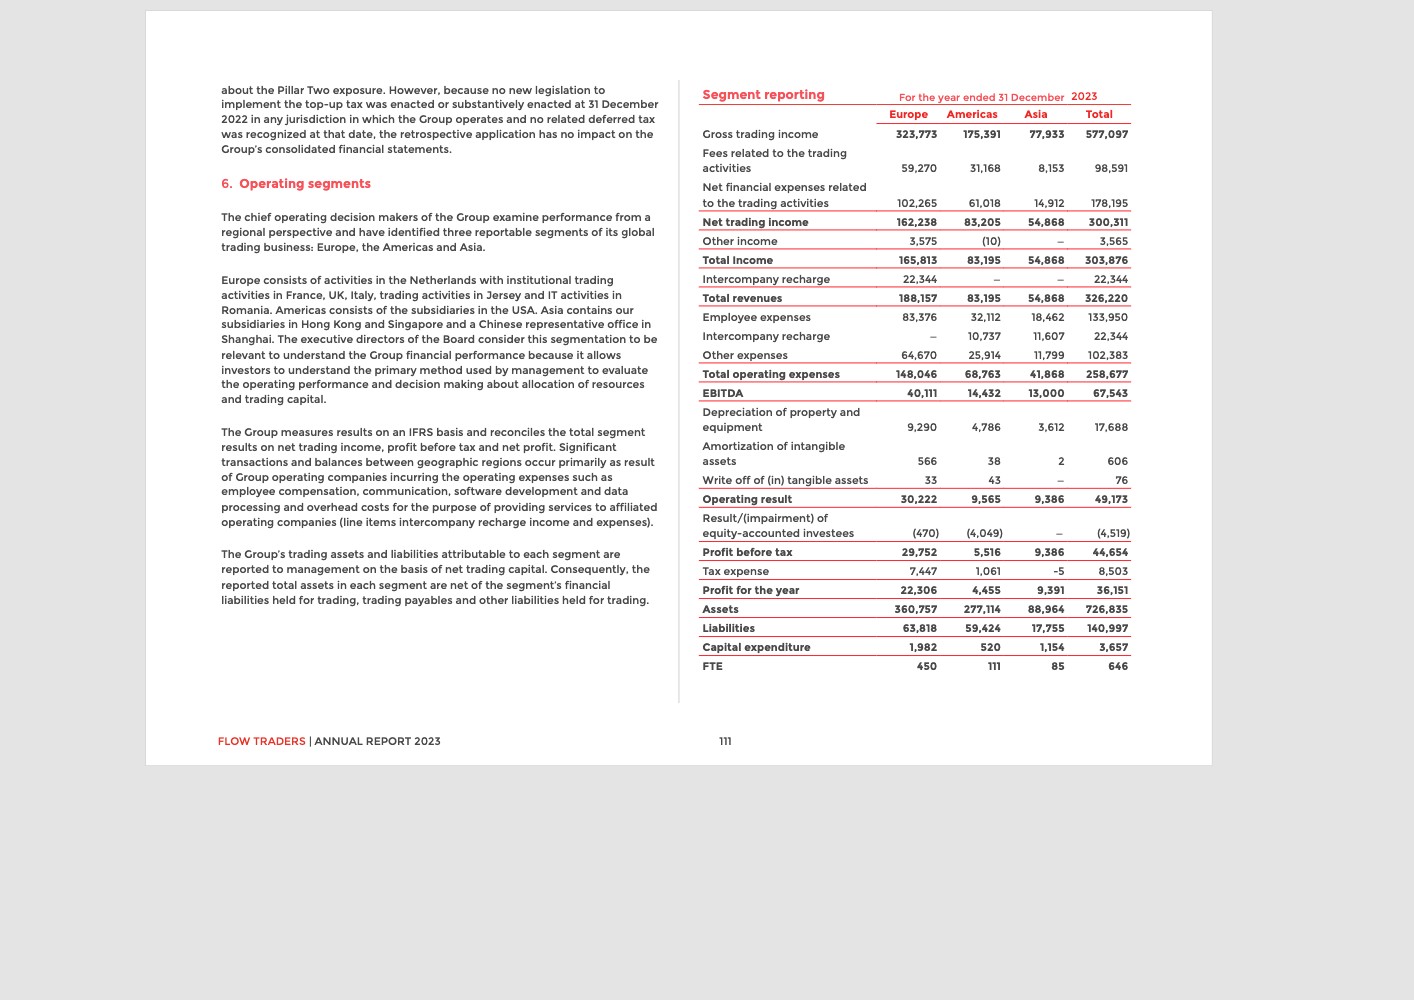 about the Pillar Two exposure. However, because no new legislation to
implement the top-up tax was enacted or substantively enacted at 31 December
2022 in any jurisdiction in which the Group operates and no related deferred tax
was recognized at that date, the retrospective application has no impact on the
Group's consolidated financial statements.
6. Operating segments
The chief operating decision makers of the Group examine performance from a
regional perspective and have identified three reportable segments of its global
trading business: Europe, the Americas and Asia.
Europe consists of activities in the Netherlands with institutional trading
activities in France, UK, Italy, trading activities in Jersey and IT activities in
Romania. Americas consists of the subsidiaries in the USA. Asia contains our
subsidiaries in Hong Kong and Singapore and a Chinese representative office in
Shanghai. The executive directors of the Board consider this segmentation to be
relevant to understand the Group financial performance because it allows
investors to understand the primary method used by management to evaluate
the operating performance and decision making about allocation of resources
and trading capital.
The Group measures results on an IFRS basis and reconciles the total segment
results on net trading income, profit before tax and net profit. Significant
transactions and balances between geographic regions occur primarily as result
of Group operating companies incurring the operating expenses such as
employee compensation, communication, software development and data
processing and overhead costs for the purpose of providing services to affiliated
operating companies (line items intercompany recharge income and expenses).
The Group's trading assets and liabilities attributable to each segment are
reported to management on the basis of net trading capital. Consequently, the
reported total assets in each segment are net of the segment's financial
liabilities held for trading, trading payables and other liabilities held for trading.
Segment reporting For the year ended 31 December 2023
Europe Americas Asia Total
Gross trading income 323,773 175,391 77,933 577,097
Fees related to the trading
activities 59,270 31,168 8,153 98,591
Net financial expenses related
to the trading activities 102,265 61,018 14,912 178,195
Net trading income 162,238 83,205 54,868 300,311
Other income 3,575 (10) — 3,565
Total Income 165,813 83,195 54,868 303,876
Intercompany recharge 22,344 — — 22,344
Total revenues 188,157 83,195 54,868 326,220
Employee expenses 83,376 32,112 18,462 133,950
Intercompany recharge — 10,737 11,607 22,344
Other expenses 64,670 25,914 11,799 102,383
Total operating expenses 148,046 68,763 41,868 258,677
EBITDA 40,111 14,432 13,000 67,543
Depreciation of property and
equipment 9,290 4,786 3,612 17,688
Amortization of intangible
assets 566 38 2 606
Write off of (in) tangible assets 33 43 — 76
Operating result 30,222 9,565 9,386 49,173
Result/(impairment) of
equity-accounted investees (470) (4,049) — (4,519)
Profit before tax 29,752 5,516 9,386 44,654
Tax expense 7,447 1,061 -5 8,503
Profit for the year 22,306 4,455 9,391 36,151
Assets 360,757 277,114 88,964 726,835
Liabilities 63,818 59,424 17,755 140,997
Capital expenditure 1,982 520 1,154 3,657
FTE 450 111 85 646
FLOW TRADERS | ANNUAL REPORT 2023 111